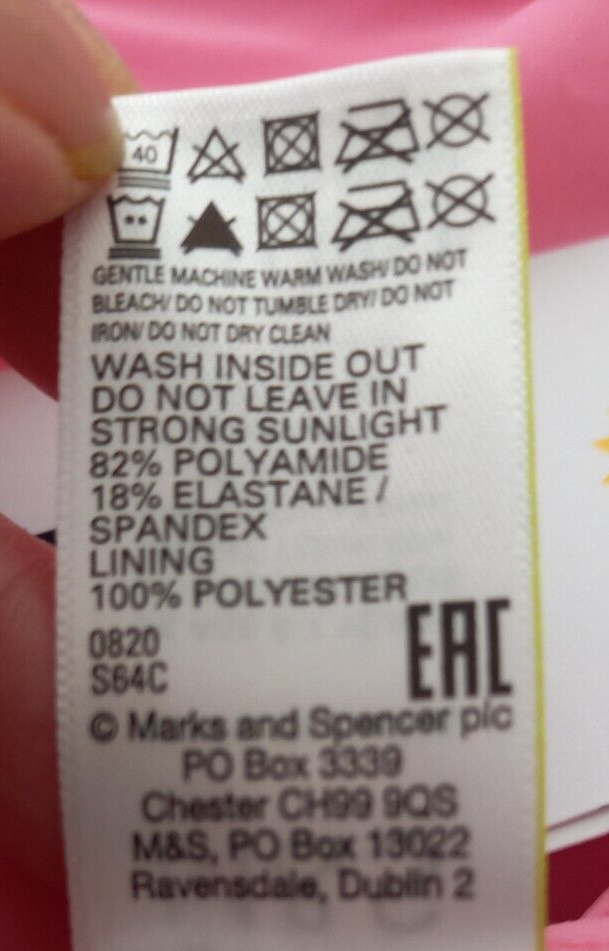 40
GENTLE MACHINE WARM WASH/ DO NOT
BLEACH/ DO NOT TUMBLE DRY/ DO NOT
IRON/ DO NOT DRY CLEAN
WASH INSIDE OUT
DO NOT LEAVE IN
STRONG SUNLIGHT
82% POLYAMIDE
18% ELASTANE /
SPANDEX
LINING
100% POLYESTER
0820
S64C
EAC
© Marks and Spencer plc
PO Box 3339
Chester CH99 9QS
M&S, PO Box 13022
Ravensdale, Dublin 2